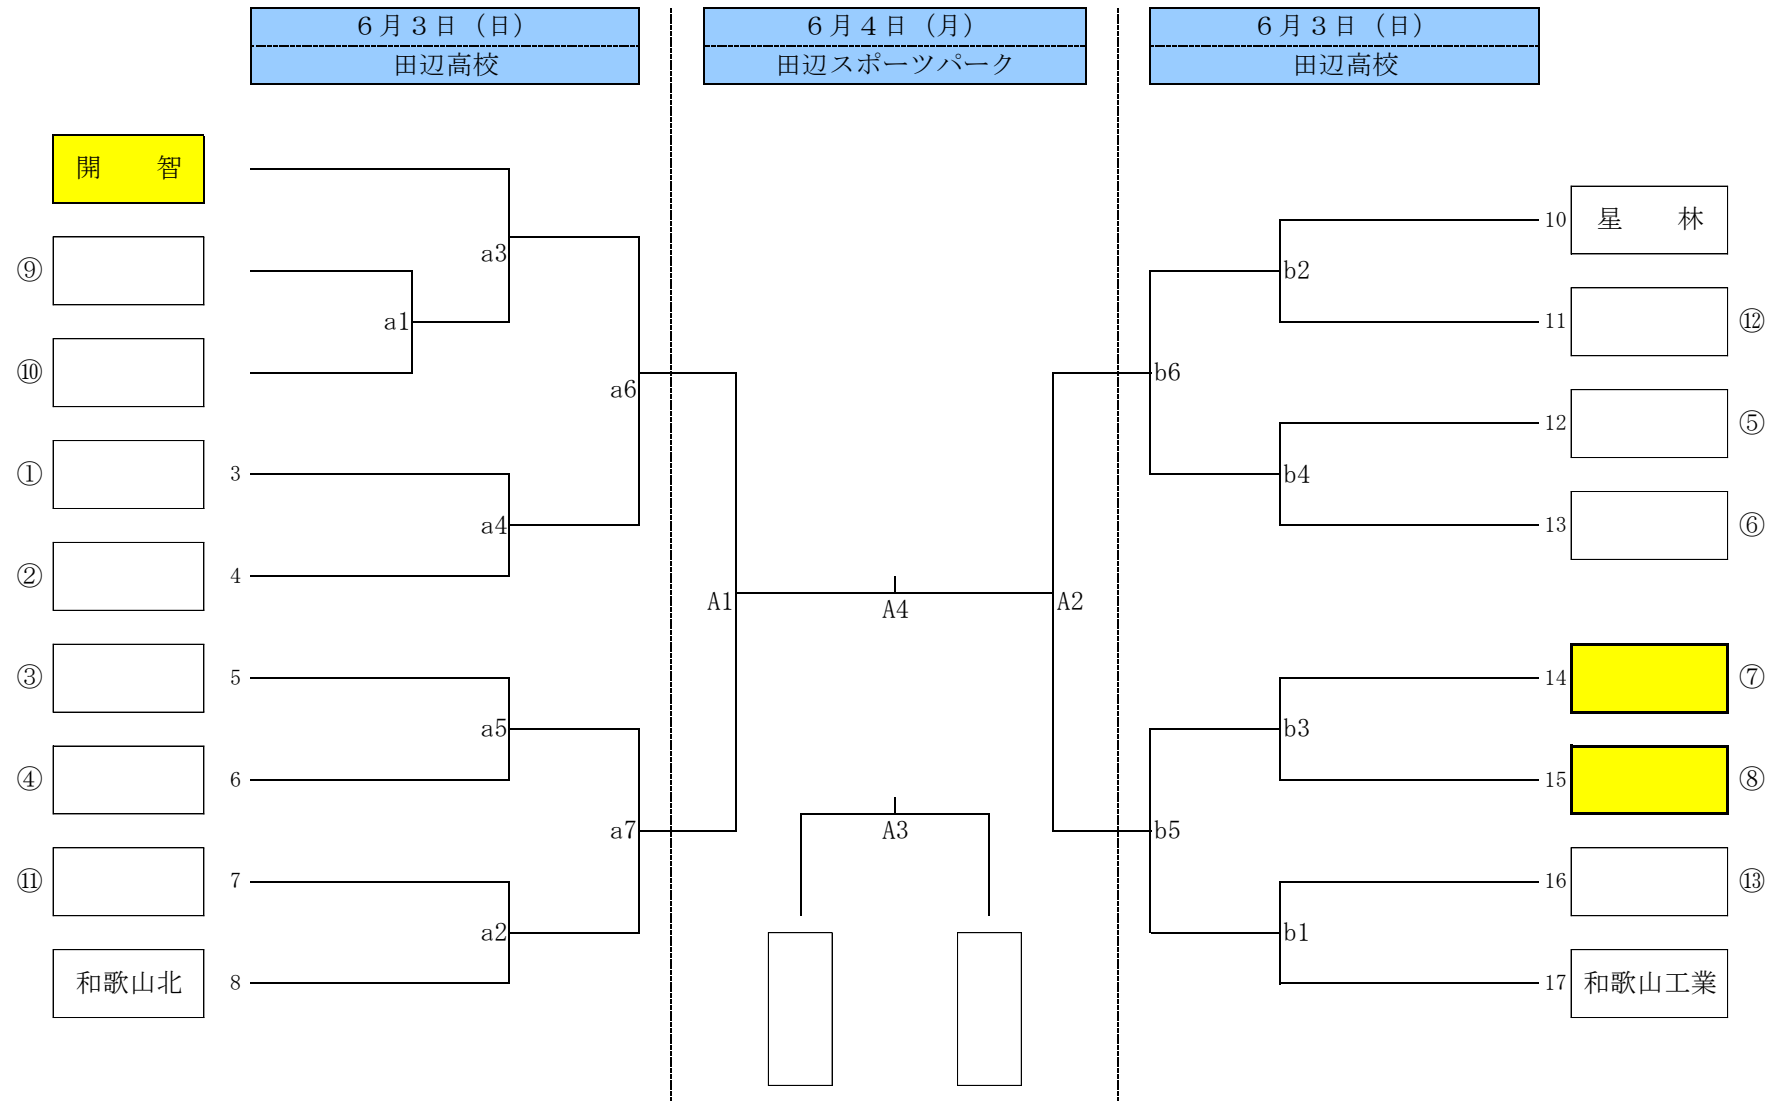 ６月３日（日）
田辺高校
６月４日（月）
田辺スポーツパーク
６月３日（日）
田辺高校
開　　智
⑨
⑩
①
3
②
4
③
5
④
6
⑪
7
和歌山北
8
a3
a1
a6
a4
a5
a7
a2
A1
A4
A2
A3
b2
b6
b4
b3
b5
b1
10
星　　林
11
⑫
12
⑤
13
⑥
14
⑦
15
⑧
16
⑬
17
和歌山工業